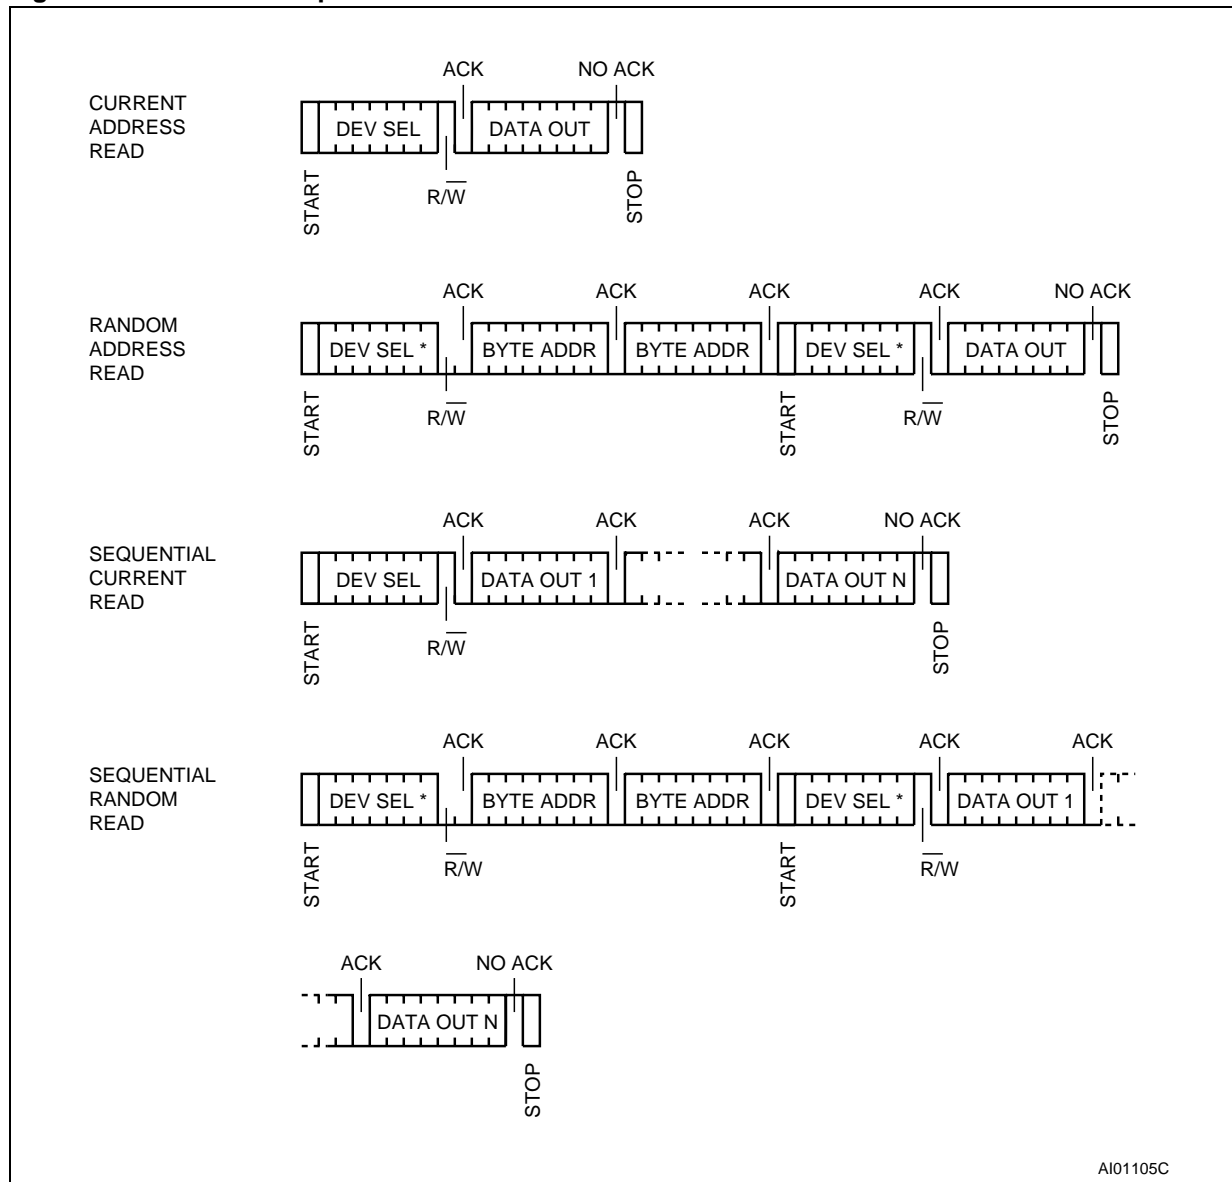 ACK NO ACK
CURRENT
ADDRESS
READ
DEV SEL DATA OUT
START R/W̅ STOP
ACK ACK ACK ACK NO ACK
RANDOM
ADDRESS
READ
DEV SEL * BYTE ADDR BYTE ADDR DEV SEL * DATA OUT
START R/W̅ START R/W̅ STOP
ACK ACK ACK NO ACK
SEQUENTIAL
CURRENT
READ
DEV SEL DATA OUT 1 DATA OUT N
START R/W̅ STOP
ACK ACK ACK ACK ACK
SEQUENTIAL
RANDOM
READ
DEV SEL * BYTE ADDR BYTE ADDR DEV SEL * DATA OUT 1
START R̅/W START R̅/W
ACK NO ACK
DATA OUT N
STOP
AI01105C